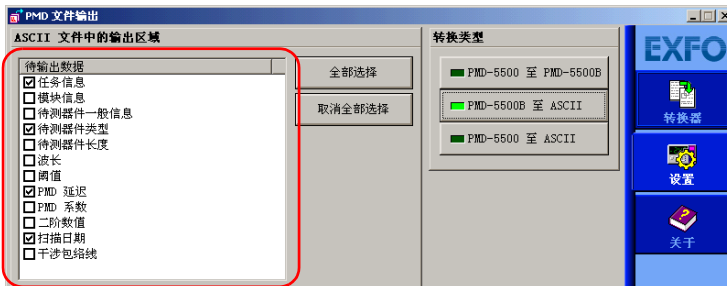 PMD 文件输出
ASCII 文件中的输出区域
待输出数据
任务信息
模块信息
待测器件一般信息
待测器件类型
待测器件长度
波长
阈值
PMD 延迟
PMD 系数
二阶数值
扫描日期
干涉包络线
全部选择
取消全部选择
转换类型
PMD-5500 至 PMD-5500B
PMD-5500B 至 ASCII
PMD-5500 至 ASCII
EXFO
转换器
设置
关于